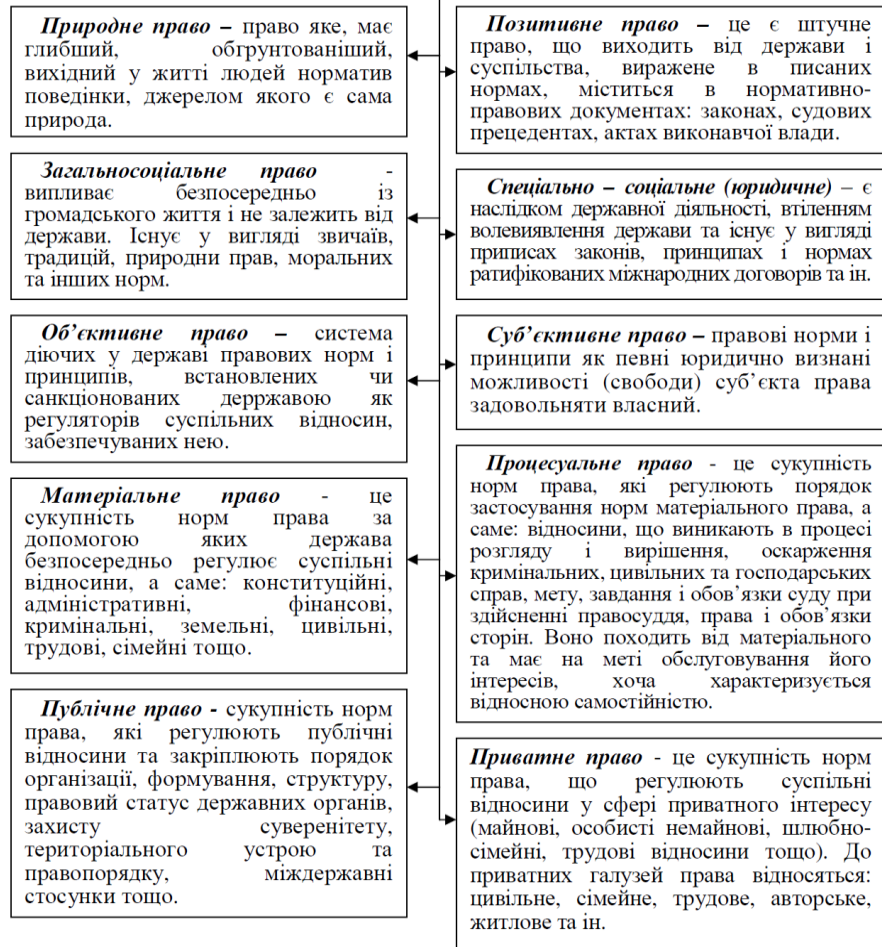 Природне право – право яке, має
глибший, обгрунтованіший,
вихідний у житті людей норматив
поведінки, джерелом якого є сама
природа.
Позитивне право – це є штучне
право, що виходить від держави і
суспільства, виражене в писаних
нормах, міститься в нормативно-
правових документах: законах, судових
прецедентах, актах виконавчої влади.
Загальносоціальне право -
випливає безпосередньо із
громадського життя і не залежить від
держави. Існує у вигляді звичаїв,
традицій, природни прав, моральних
та інших норм.
Спеціально – соціальне (юридичне) – є
наслідком державної діяльності, втіленням
волевиявлення держави та існує у вигляді
приписах законів, принципах і нормах
ратифікованих міжнародних договорів та ін.
Об’єктивне право – система
діючих у державі правових норм і
принципів, встановлених чи
санкціонованих дерржавою як
регуляторів суспільних відносин,
забезпечуваних нею.
Суб’єктивне право – правові норми і
принципи як певні юридично визнані
можливості (свободи) суб’єкта права
задовольняти власний.
Матеріальне право - це
сукупність норм права за
допомогою яких держава
безпосередньо регулює суспільні
відносини, а саме: конституційні,
адміністративні, фінансові,
кримінальні, земельні, цивільні,
трудові, сімейні тощо.
Процесуальне право - це сукупність
норм права, які регулюють порядок
застосування норм матеріального права, а
саме: відносини, що виникають в процесі
розгляду і вирішення, оскарження
кримінальних, цивільних та господарських
справ, мету, завдання і обов’язки суду при
здійсненні правосуддя, права і обов’язки
сторін. Воно походить від матеріального
та має на меті обслуговування його
інтересів, хоча характеризується
відносною самостійністю.
Публічне право - сукупність норм
права, які регулюють публічні
відносини та закріплюють порядок
організації, формування, структуру,
правовий статус державних органів,
захисту суверенітету,
територіального устрою та
правопорядку, міждержавні
стосунки тощо.
Приватне право - це сукупність норм
права, що регулюють суспільні
відносини у сфері приватного інтересу
(майнові, особисті немайнові, шлюбно-
сімейні, трудові відносини тощо). До
приватних галузей права відносяться:
цивільне, сімейне, трудове, авторське,
житлове та ін.